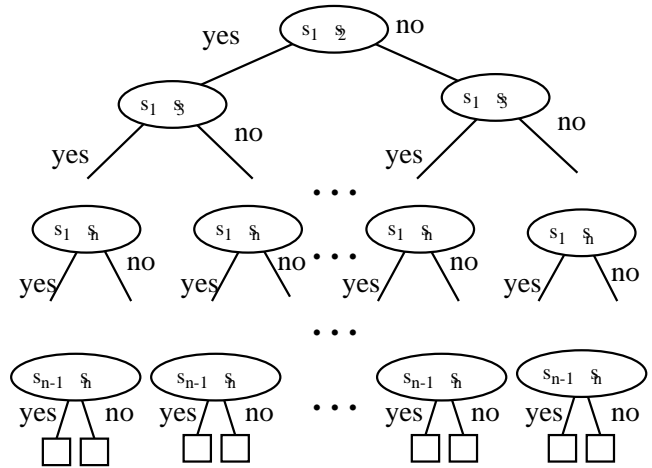 yes s₁ s₂ no
s₁ s₃ s₁ s₃
yes no yes no
...
s₁ sₙ s₁ sₙ s₁ sₙ s₁ sₙ
yes no yes no ... yes no yes no
...
sₙ₋₁ sₙ sₙ₋₁ sₙ sₙ₋₁ sₙ sₙ₋₁ sₙ
yes no yes no ... yes no yes no